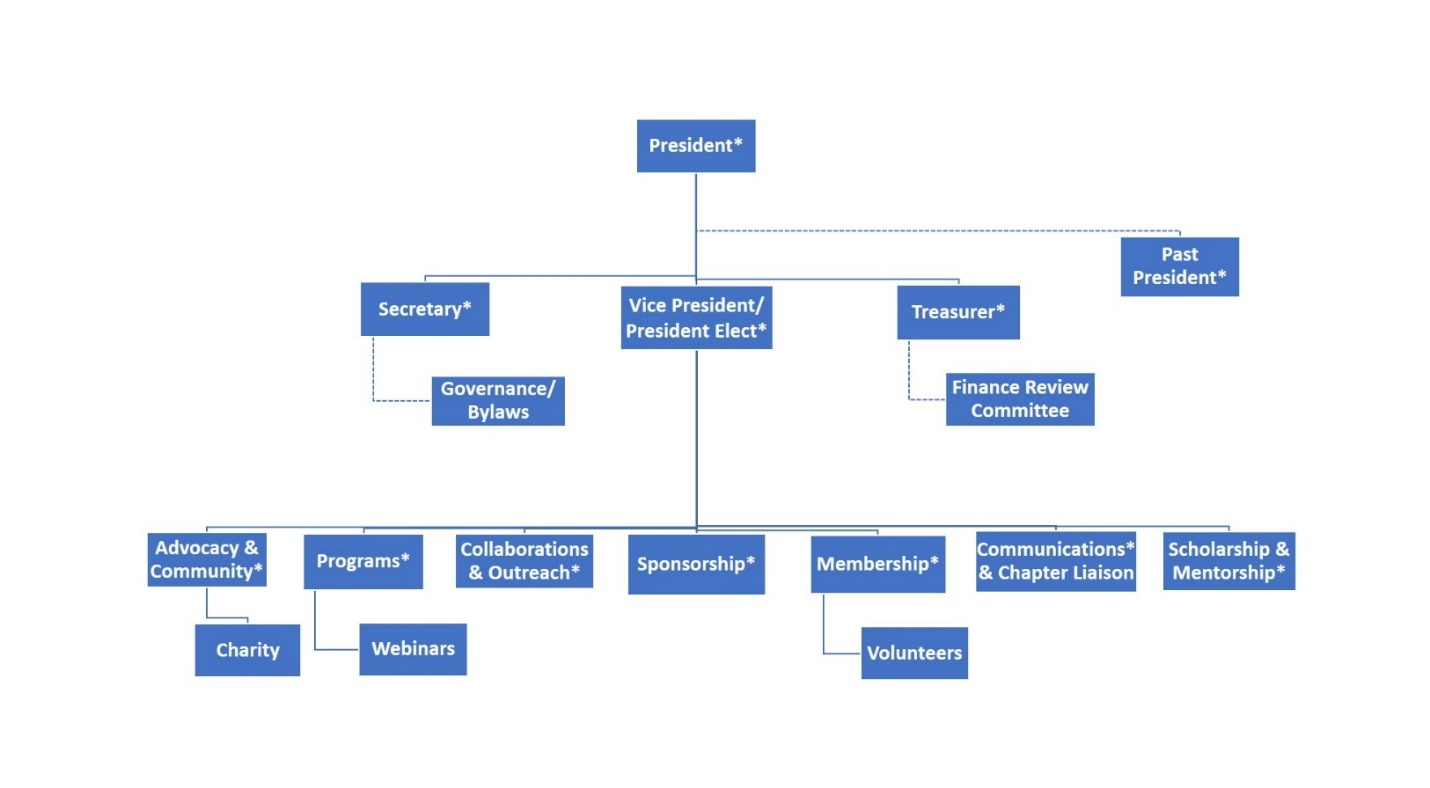 President*
Past
President*
Secretary*
Vice President/
President Elect*
Treasurer*
Governance/
Bylaws
Finance Review
Committee
Advocacy &
Community*
Programs*
Collaborations
& Outreach*
Sponsorship*
Membership*
Communications*
& Chapter Liaison
Scholarship &
Mentorship*
Charity
Webinars
Volunteers